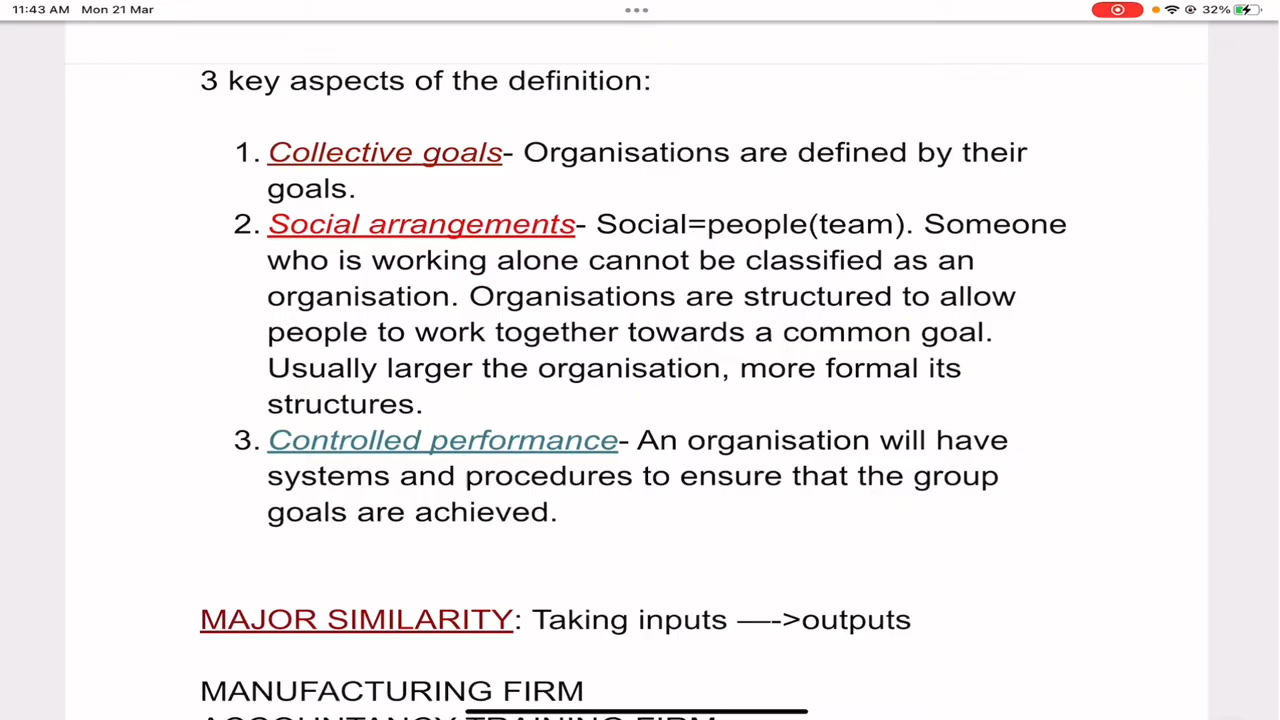 11:43 AM Mon 21 Mar
32%
3 key aspects of the definition:
1. Collective goals- Organisations are defined by their
goals.
2. Social arrangements- Social=people(team). Someone
who is working alone cannot be classified as an
organisation. Organisations are structured to allow
people to work together towards a common goal.
Usually larger the organisation, more formal its
structures.
3. Controlled performance- An organisation will have
systems and procedures to ensure that the group
goals are achieved.
MAJOR SIMILARITY: Taking inputs —-->outputs
MANUFACTURING FIRM
ACCOUNTANCY TRAINING FIRM